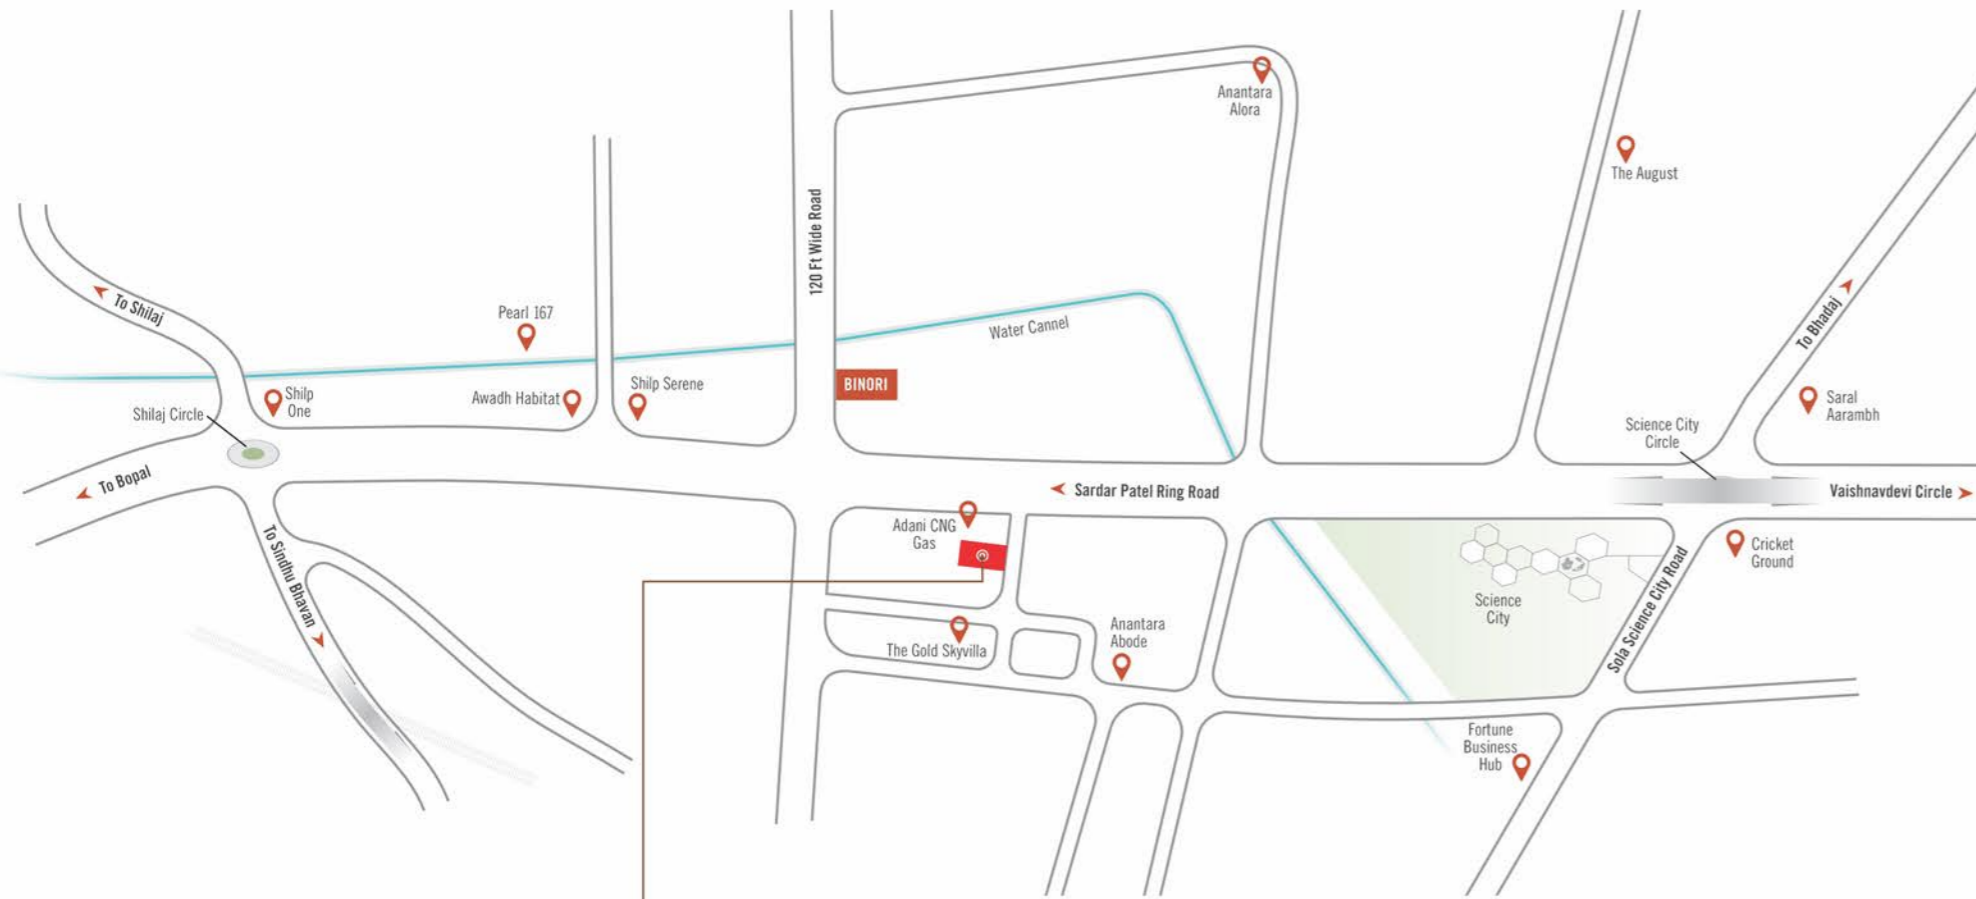 Anantara
Alora
The August
120 Ft Wide Road
To Shilaj
Pearl 167
Water Cannel
To Bhadaj
Shilp
One
Awadh Habitat
Shilp Serene
BINORI
Shilaj Circle
Science City
Circle
Saral
Aarambh
To Bopal
Sardar Patel Ring Road
Vaishnavdevi Circle
Adani CNG
Gas
To Sindhu Bhavan
Cricket
Ground
Science
City
Sola Science City Road
Anantara
Abode
The Gold Skyvilla
Fortune
Business
Hub